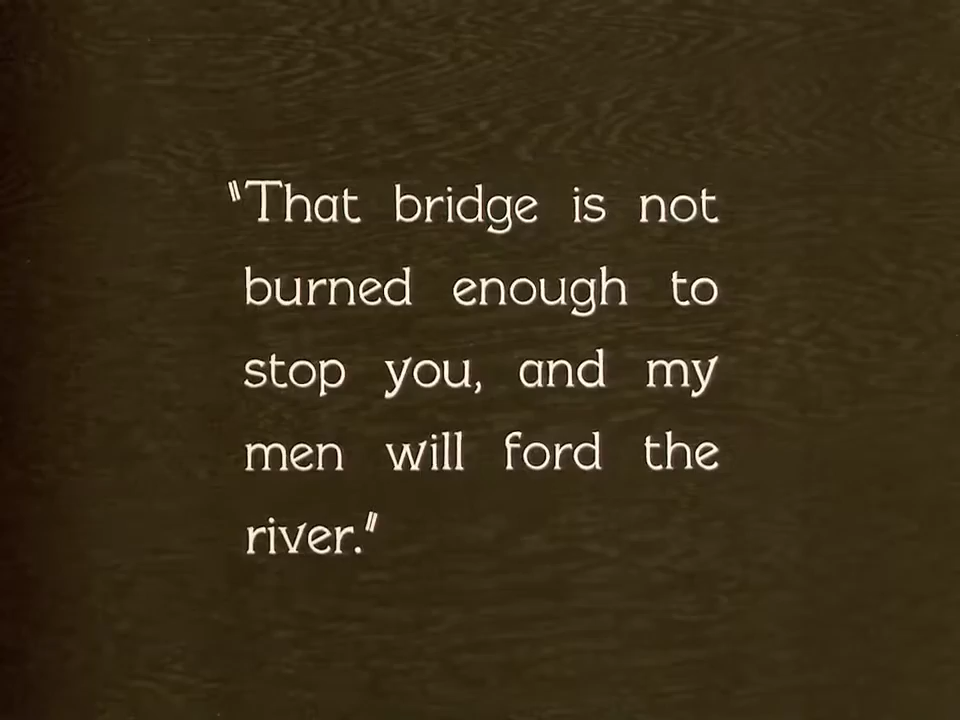 "That bridge is not
burned enough to
stop you, and my
men will ford the
river."